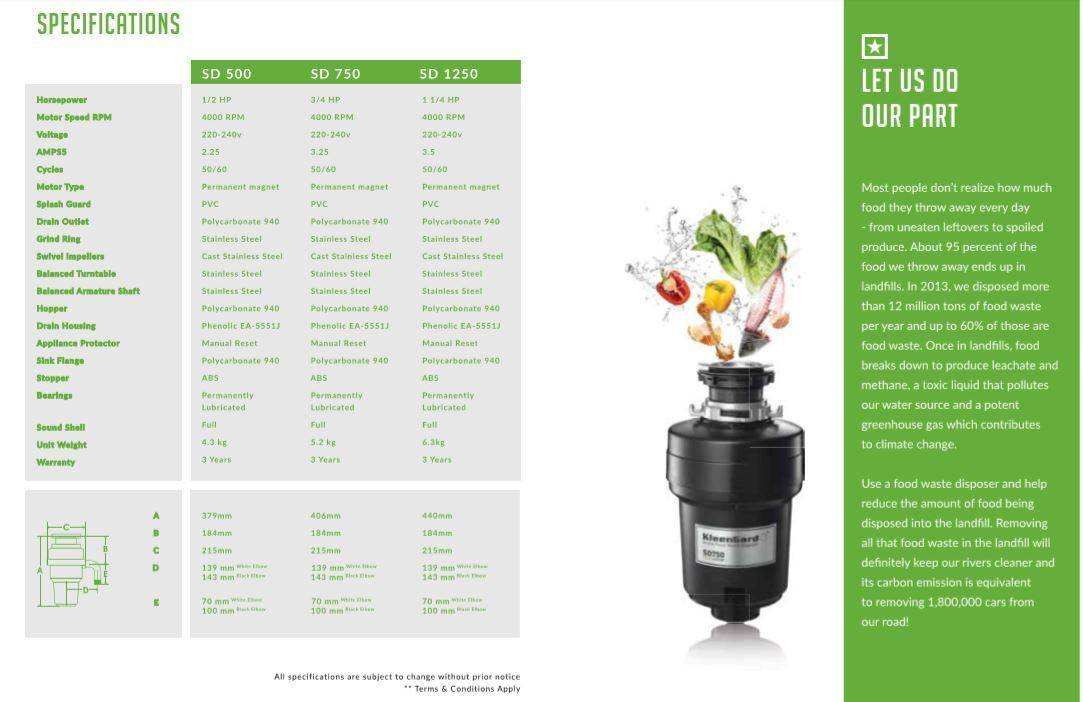 SPECIFICATIONS
SD 500 SD 750 SD 1250
Horsepower 1/2 HP 3/4 HP 1 1/4 HP
Motor Speed RPM 4000 RPM 4000 RPM 4000 RPM
Voltage 220-240v 220-240v 220-240v
AMPSS 2.25 3.25 3.5
Cycles 50/60 50/60 50/60
Motor Type Permanent magnet Permanent magnet Permanent magnet
Splash Guard PVC PVC PVC
Drain Outlet Polycarbonate 940 Polycarbonate 940 Polycarbonate 940
Grind Ring Stainless Steel Stainless Steel Stainless Steel
Swivel Impellers Cast Stainless Steel Cast Stainless Steel Cast Stainless Steel
Balanced Turntable Stainless Steel Stainless Steel Stainless Steel
Balanced Armature Shaft Stainless Steel Stainless Steel Stainless Steel
Hopper Polycarbonate 940 Polycarbonate 940 Polycarbonate 940
Drain Housing Phenolic EA-5551J Phenolic EA-5551J Phenolic EA-5551J
Appliance Protector Manual Reset Manual Reset Manual Reset
Sink Flange Polycarbonate 940 Polycarbonate 940 Polycarbonate 940
Stopper ABS ABS ABS
Bearings Permanently Permanently Permanently
Lubricated Lubricated Lubricated
Sound Shell Full Full Full
Unit Weight 4.3 kg 5.2 kg 6.3kg
Warranty 3 Years 3 Years 3 Years
A 379mm 406mm 440mm
B 184mm 184mm 184mm
C 215mm 215mm 215mm
D 139 mm White Elbow 139 mm White Elbow 139 mm White Elbow
143 mm Black Elbow 143 mm Black Elbow 143 mm Black Elbow
E 70 mm White Elbow 70 mm White Elbow 70 mm White Elbow
100 mm Black Elbow 100 mm Black Elbow 100 mm Black Elbow
C
B
A
E
D
All specifications are subject to change without prior notice
** Terms & Conditions Apply
KleenGard
SD750
LET US DO
OUR PART
Most people don't realize how much
food they throw away every day
- from uneaten leftovers to spoiled
produce. About 95 percent of the
food we throw away ends up in
landfills. In 2013, we disposed more
than 12 million tons of food waste
per year and up to 60% of those are
food waste. Once in landfills, food
breaks down to produce leachate and
methane, a toxic liquid that pollutes
our water source and a potent
greenhouse gas which contributes
to climate change.
Use a food waste disposer and help
reduce the amount of food being
disposed into the landfill. Removing
all that food waste in the landfill will
definitely keep our rivers cleaner and
its carbon emission is equivalent
to removing 1,800,000 cars from
our road!